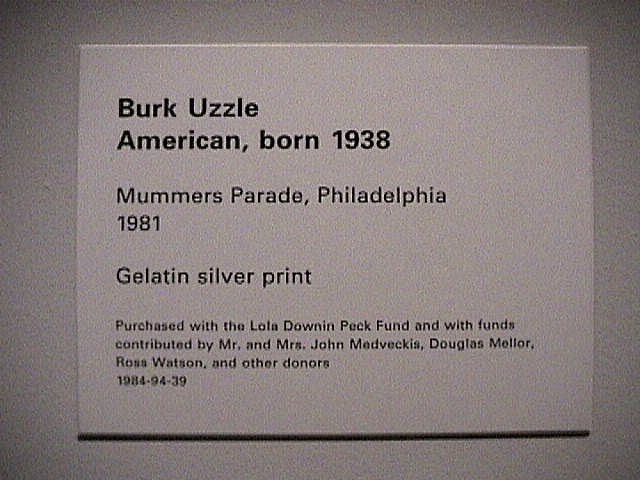 Burk Uzzle
American, born 1938
Mummers Parade, Philadelphia
1981
Gelatin silver print
Purchased with the Lola Downin Peck Fund and with funds
contributed by Mr. and Mrs. John Medveckis, Douglas Mellor,
Ross Watson, and other donors
1984-94-39